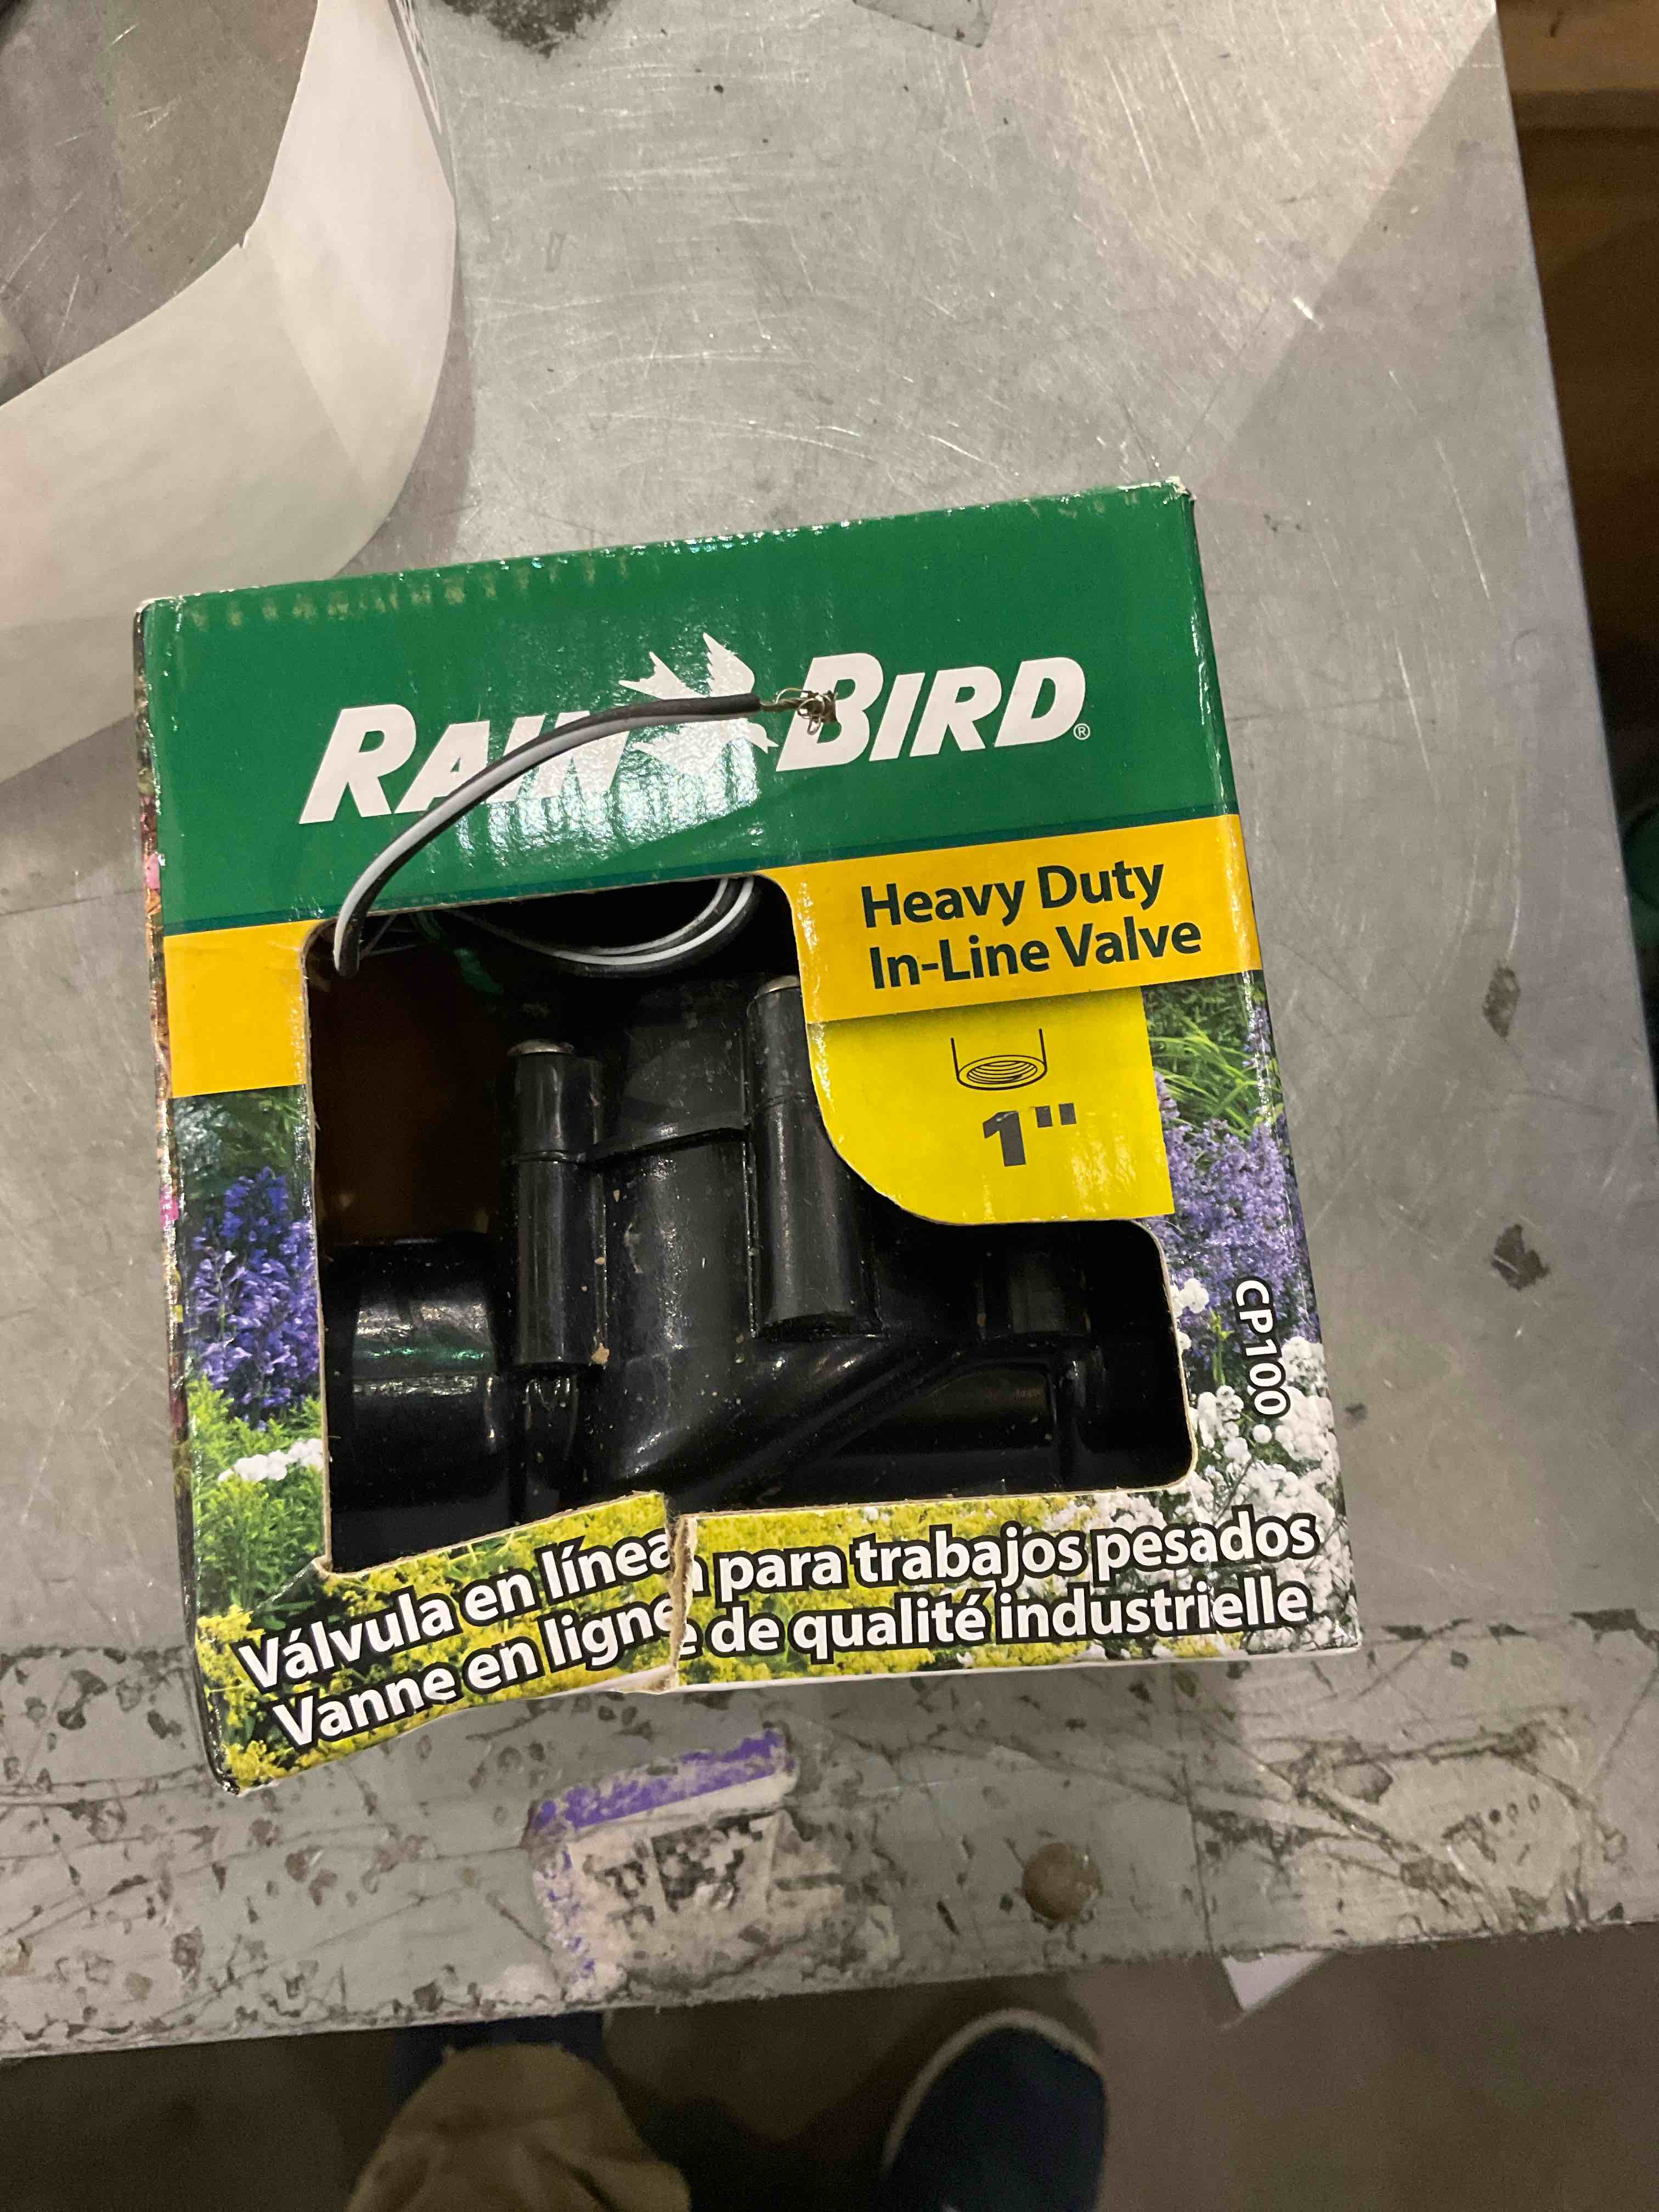 RAIN BIRD®
Heavy Duty
In-Line Valve
1"
CP100
Válvula en línea para trabajos pesados
Vanne en ligne de qualité industrielle